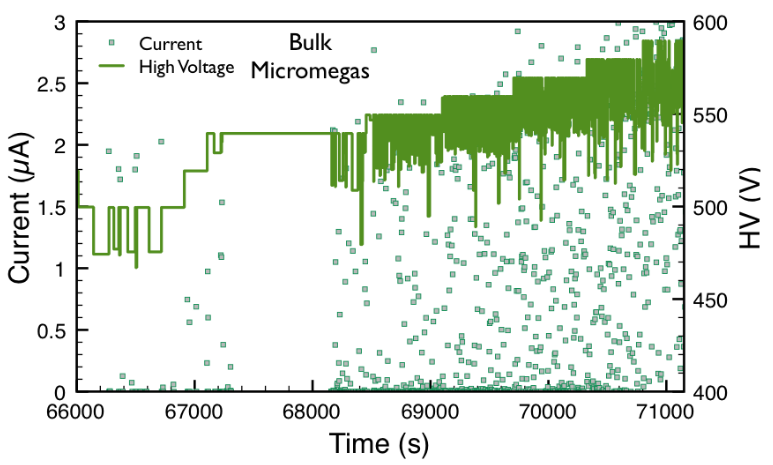 Current
High Voltage
Bulk
Micromegas
Current (µA)
3
2.5
2
1.5
1
0.5
0
HV (V)
600
550
500
450
400
66000 67000 68000 69000 70000 71000
Time (s)